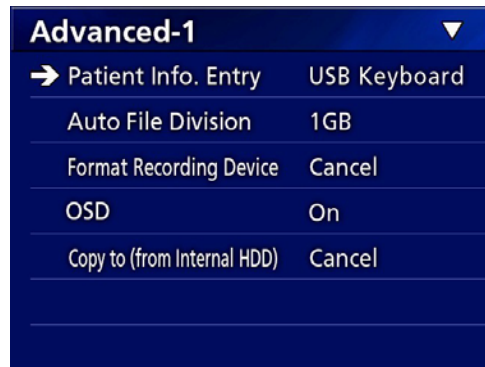 Advanced-1
Patient Info. Entry USB Keyboard
Auto File Division 1GB
Format Recording Device Cancel
OSD On
Copy to (from Internal HDD) Cancel